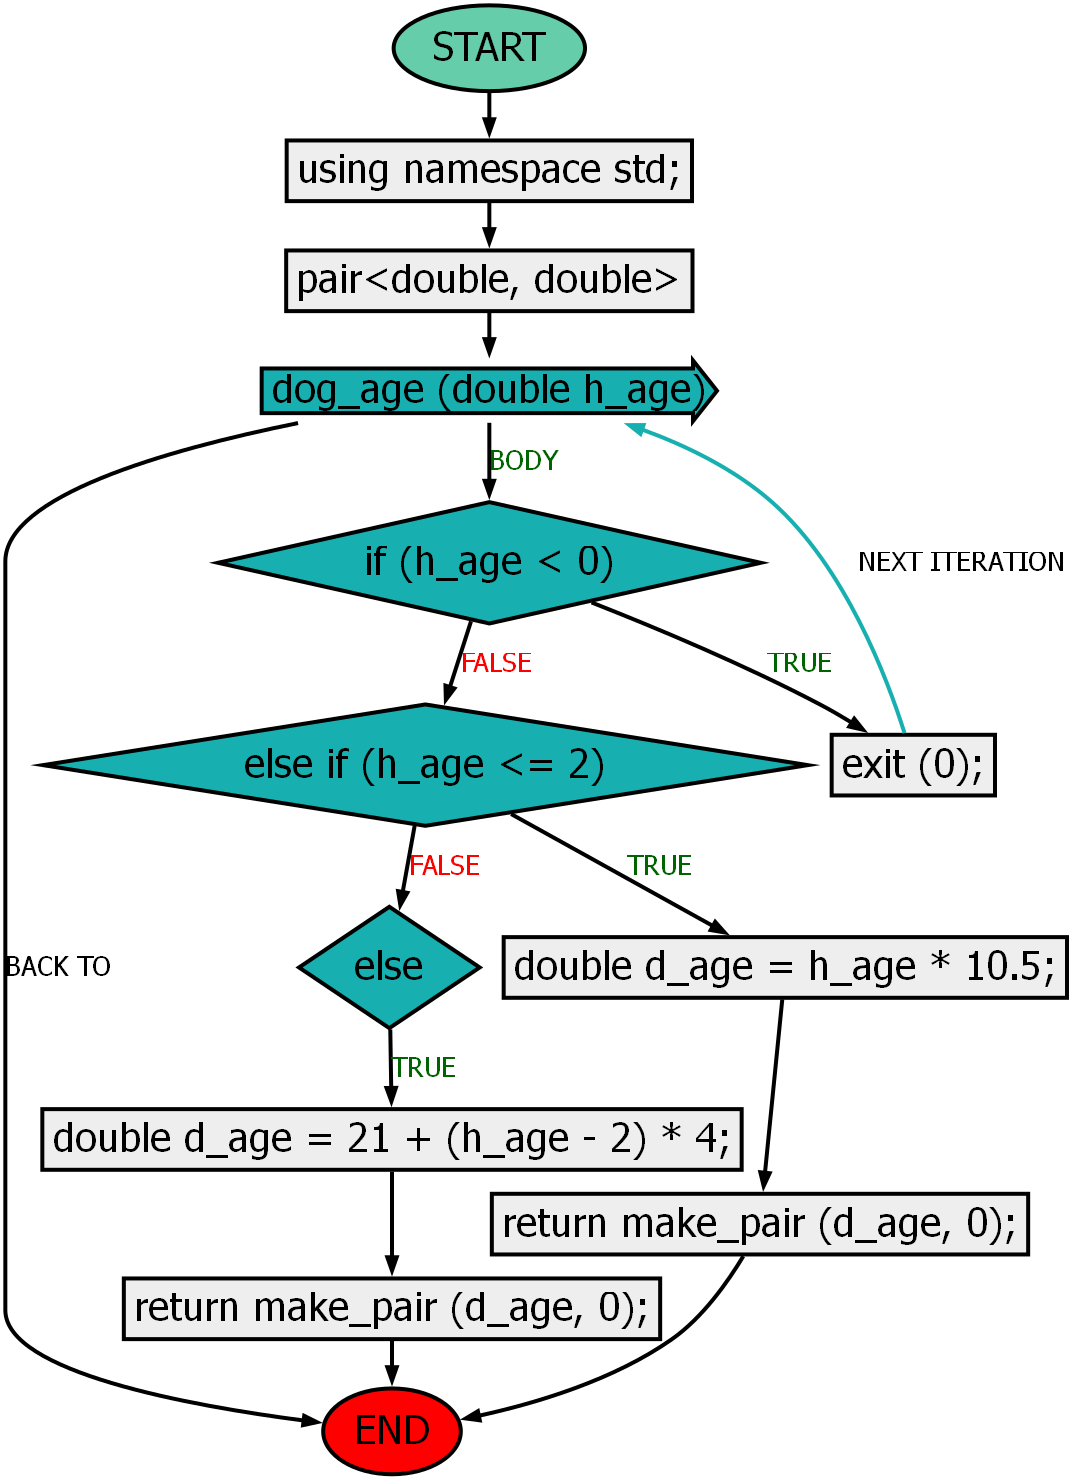 START
using namespace std;
pair<double, double>
dog_age (double h_age)
BODY
if (h_age < 0)
NEXT ITERATION
FALSE
TRUE
else if (h_age <= 2)
exit (0);
FALSE
TRUE
else
double d_age = h_age * 10.5;
BACK TO
TRUE
double d_age = 21 + (h_age - 2) * 4;
return make_pair (d_age, 0);
return make_pair (d_age, 0);
END